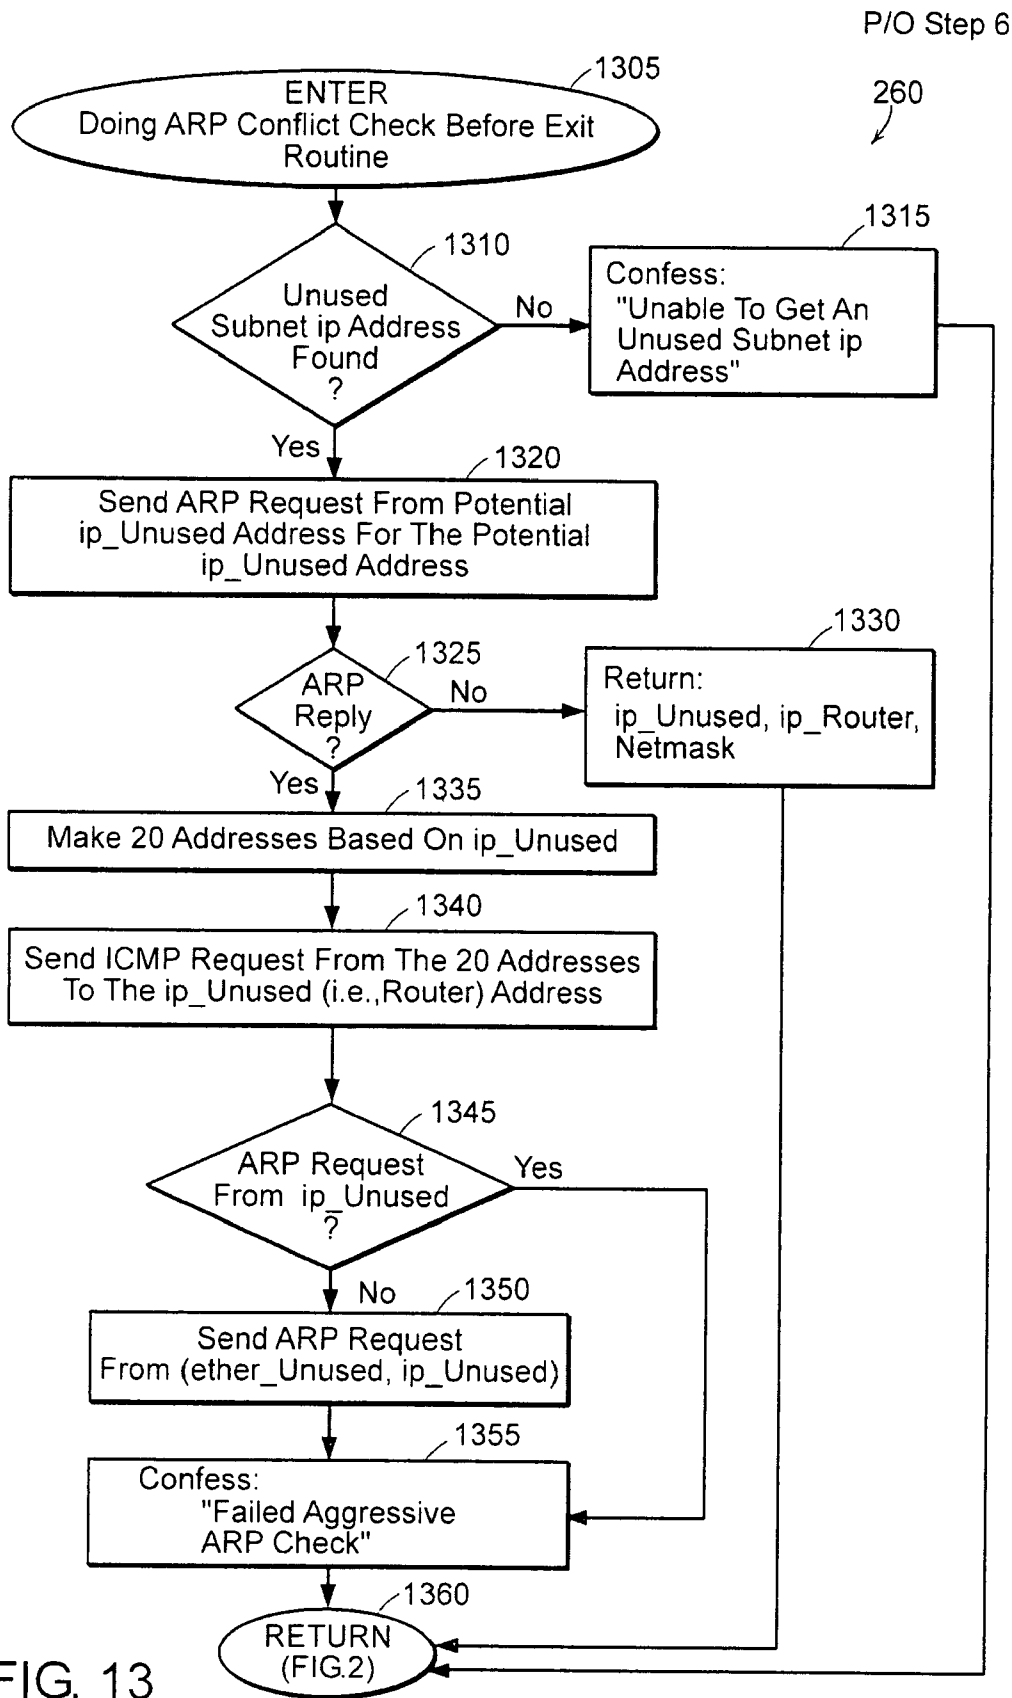 P/O Step 6
260
1305
ENTER
Doing ARP Conflict Check Before Exit
Routine
1310
Unused
Subnet ip Address
Found
?
No
1315
Confess:
"Unable To Get An
Unused Subnet ip
Address"
Yes
1320
Send ARP Request From Potential
ip_Unused Address For The Potential
ip_Unused Address
1325
ARP
Reply
?
No
1330
Return:
ip_Unused, ip_Router,
Netmask
Yes
1335
Make 20 Addresses Based On ip_Unused
1340
Send ICMP Request From The 20 Addresses
To The ip_Unused (i.e.,Router) Address
1345
ARP Request
From ip_Unused
?
Yes
No
1350
Send ARP Request
From (ether_Unused, ip_Unused)
1355
Confess:
"Failed Aggressive
ARP Check"
1360
RETURN
(FIG.2)
FIG. 13